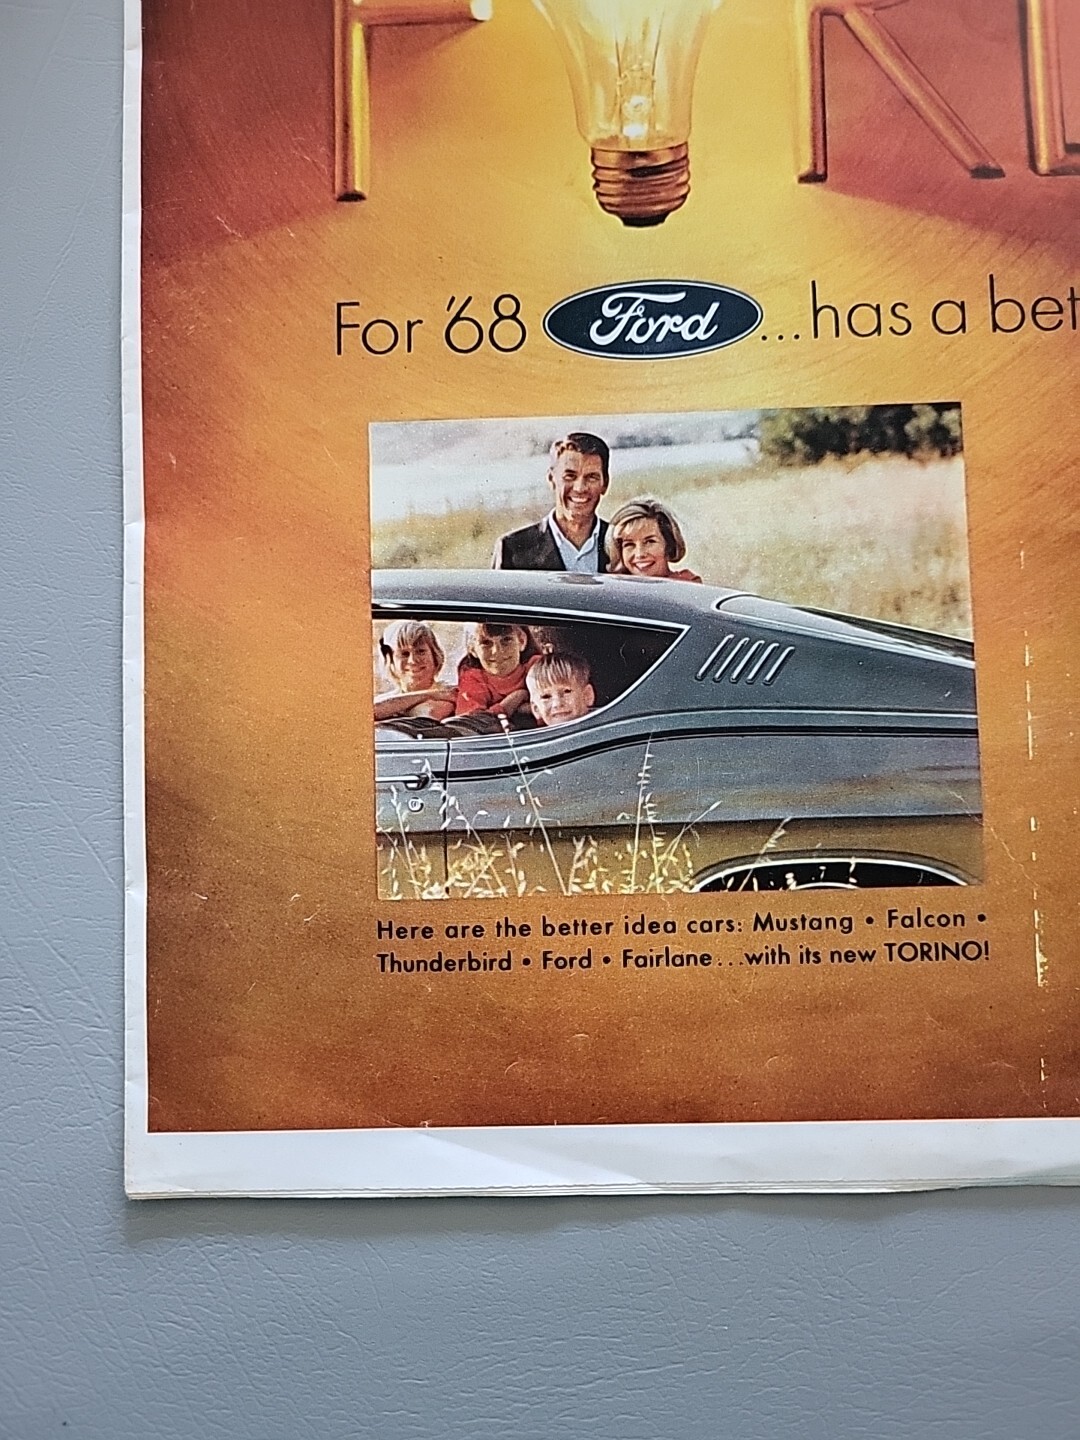 F RD
For '68 Ford ...has a bet
Here are the better idea cars: Mustang • Falcon •
Thunderbird • Ford • Fairlane...with its new TORINO!